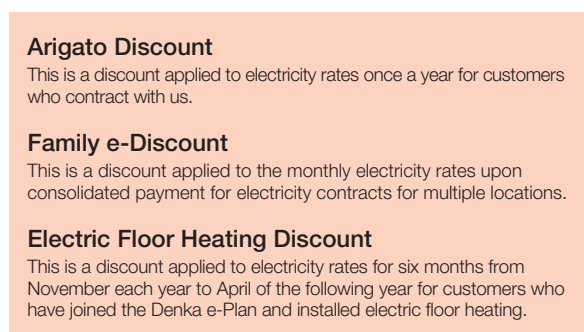 Arigato Discount
This is a discount applied to electricity rates once a year for customers
who contract with us.
Family e-Discount
This is a discount applied to the monthly electricity rates upon
consolidated payment for electricity contracts for multiple locations.
Electric Floor Heating Discount
This is a discount applied to electricity rates for six months from
November each year to April of the following year for customers who
have joined the Denka e-Plan and installed electric floor heating.